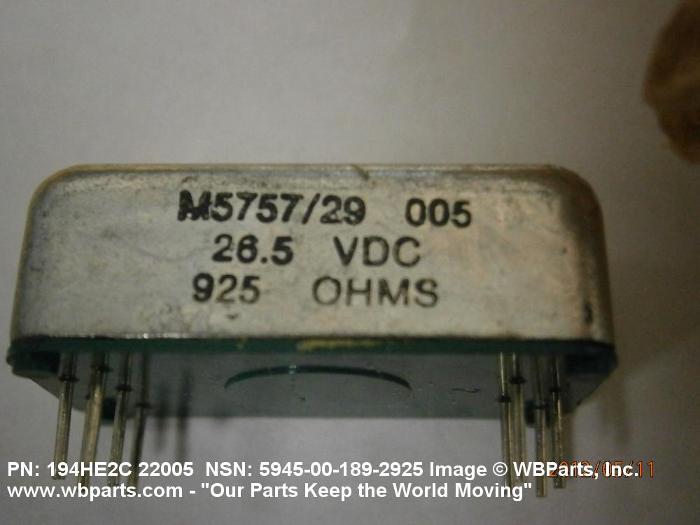 M5757/29 005
26.5 VDC
925 OHMS
PN: 194HE2C 22005 NSN: 5945-00-189-2925 Image © WBParts, Inc.
www.wbparts.com - "Our Parts Keep the World Moving"